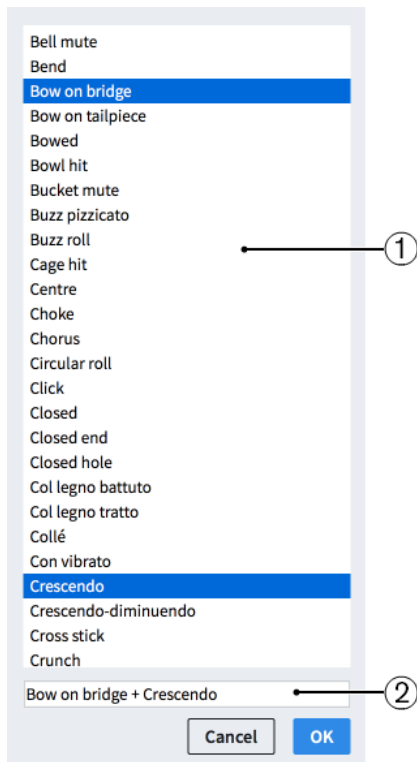 Bell mute
Bend
Bow on bridge
Bow on tailpiece
Bowed
Bowl hit
Bucket mute
Buzz pizzicato
Buzz roll
1
Cage hit
Centre
Choke
Chorus
Circular roll
Click
Closed
Closed end
Closed hole
Col legno battuto
Col legno tratto
Collé
Con vibrato
Crescendo
Crescendo-diminuendo
Cross stick
Crunch
Bow on bridge + Crescendo
2
Cancel
OK